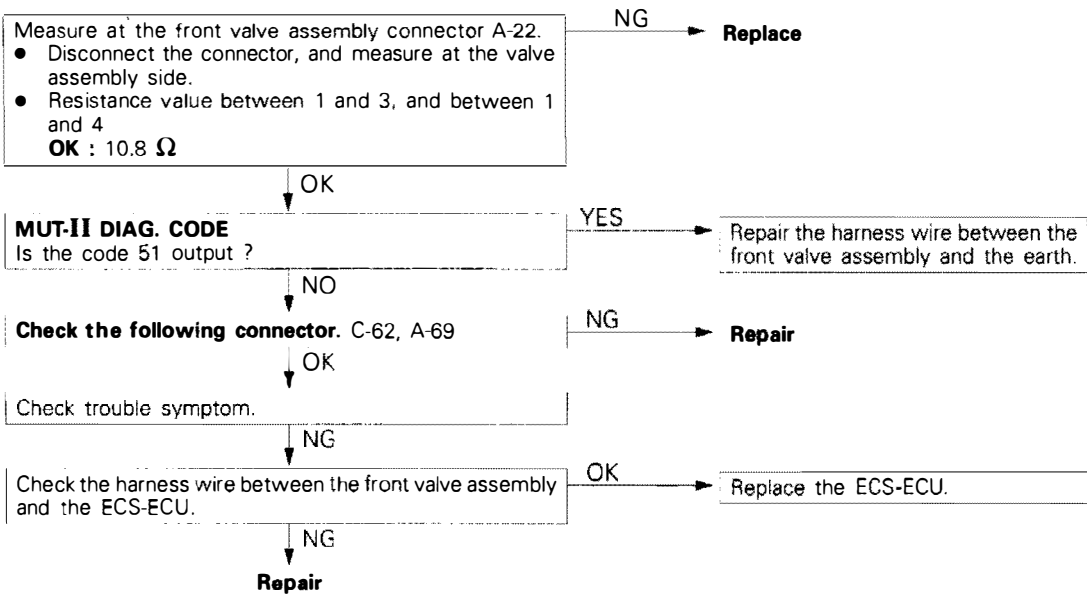 Measure at the front valve assembly connector A-22.
● Disconnect the connector, and measure at the valve
assembly side.
● Resistance value between 1 and 3, and between 1
and 4
OK : 10.8 Ω
NG
Replace
OK
MUT-II DIAG. CODE
Is the code 51 output ?
YES
Repair the harness wire between the
front valve assembly and the earth.
NO
Check the following connector. C-62, A-69
NG
Repair
OK
Check trouble symptom.
NG
Check the harness wire between the front valve assembly
and the ECS-ECU.
OK
Replace the ECS-ECU.
NG
Repair